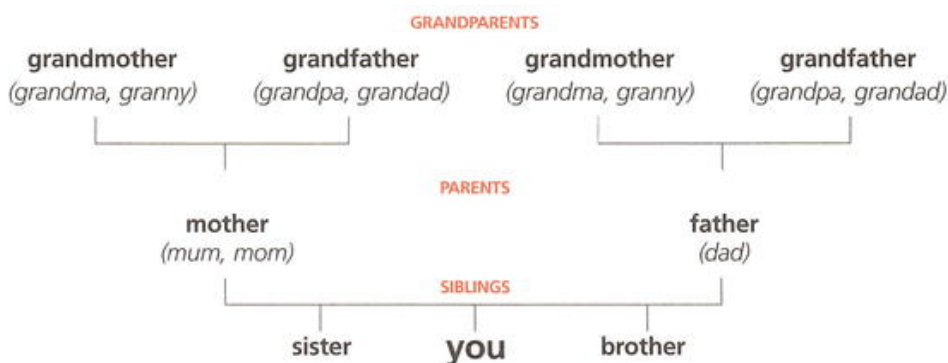 GRANDPARENTS
grandmother grandfather grandmother grandfather
(grandma, granny) (grandpa, grandad) (grandma, granny) (grandpa, grandad)
PARENTS
mother father
(mum, mom) (dad)
SIBLINGS
sister you brother